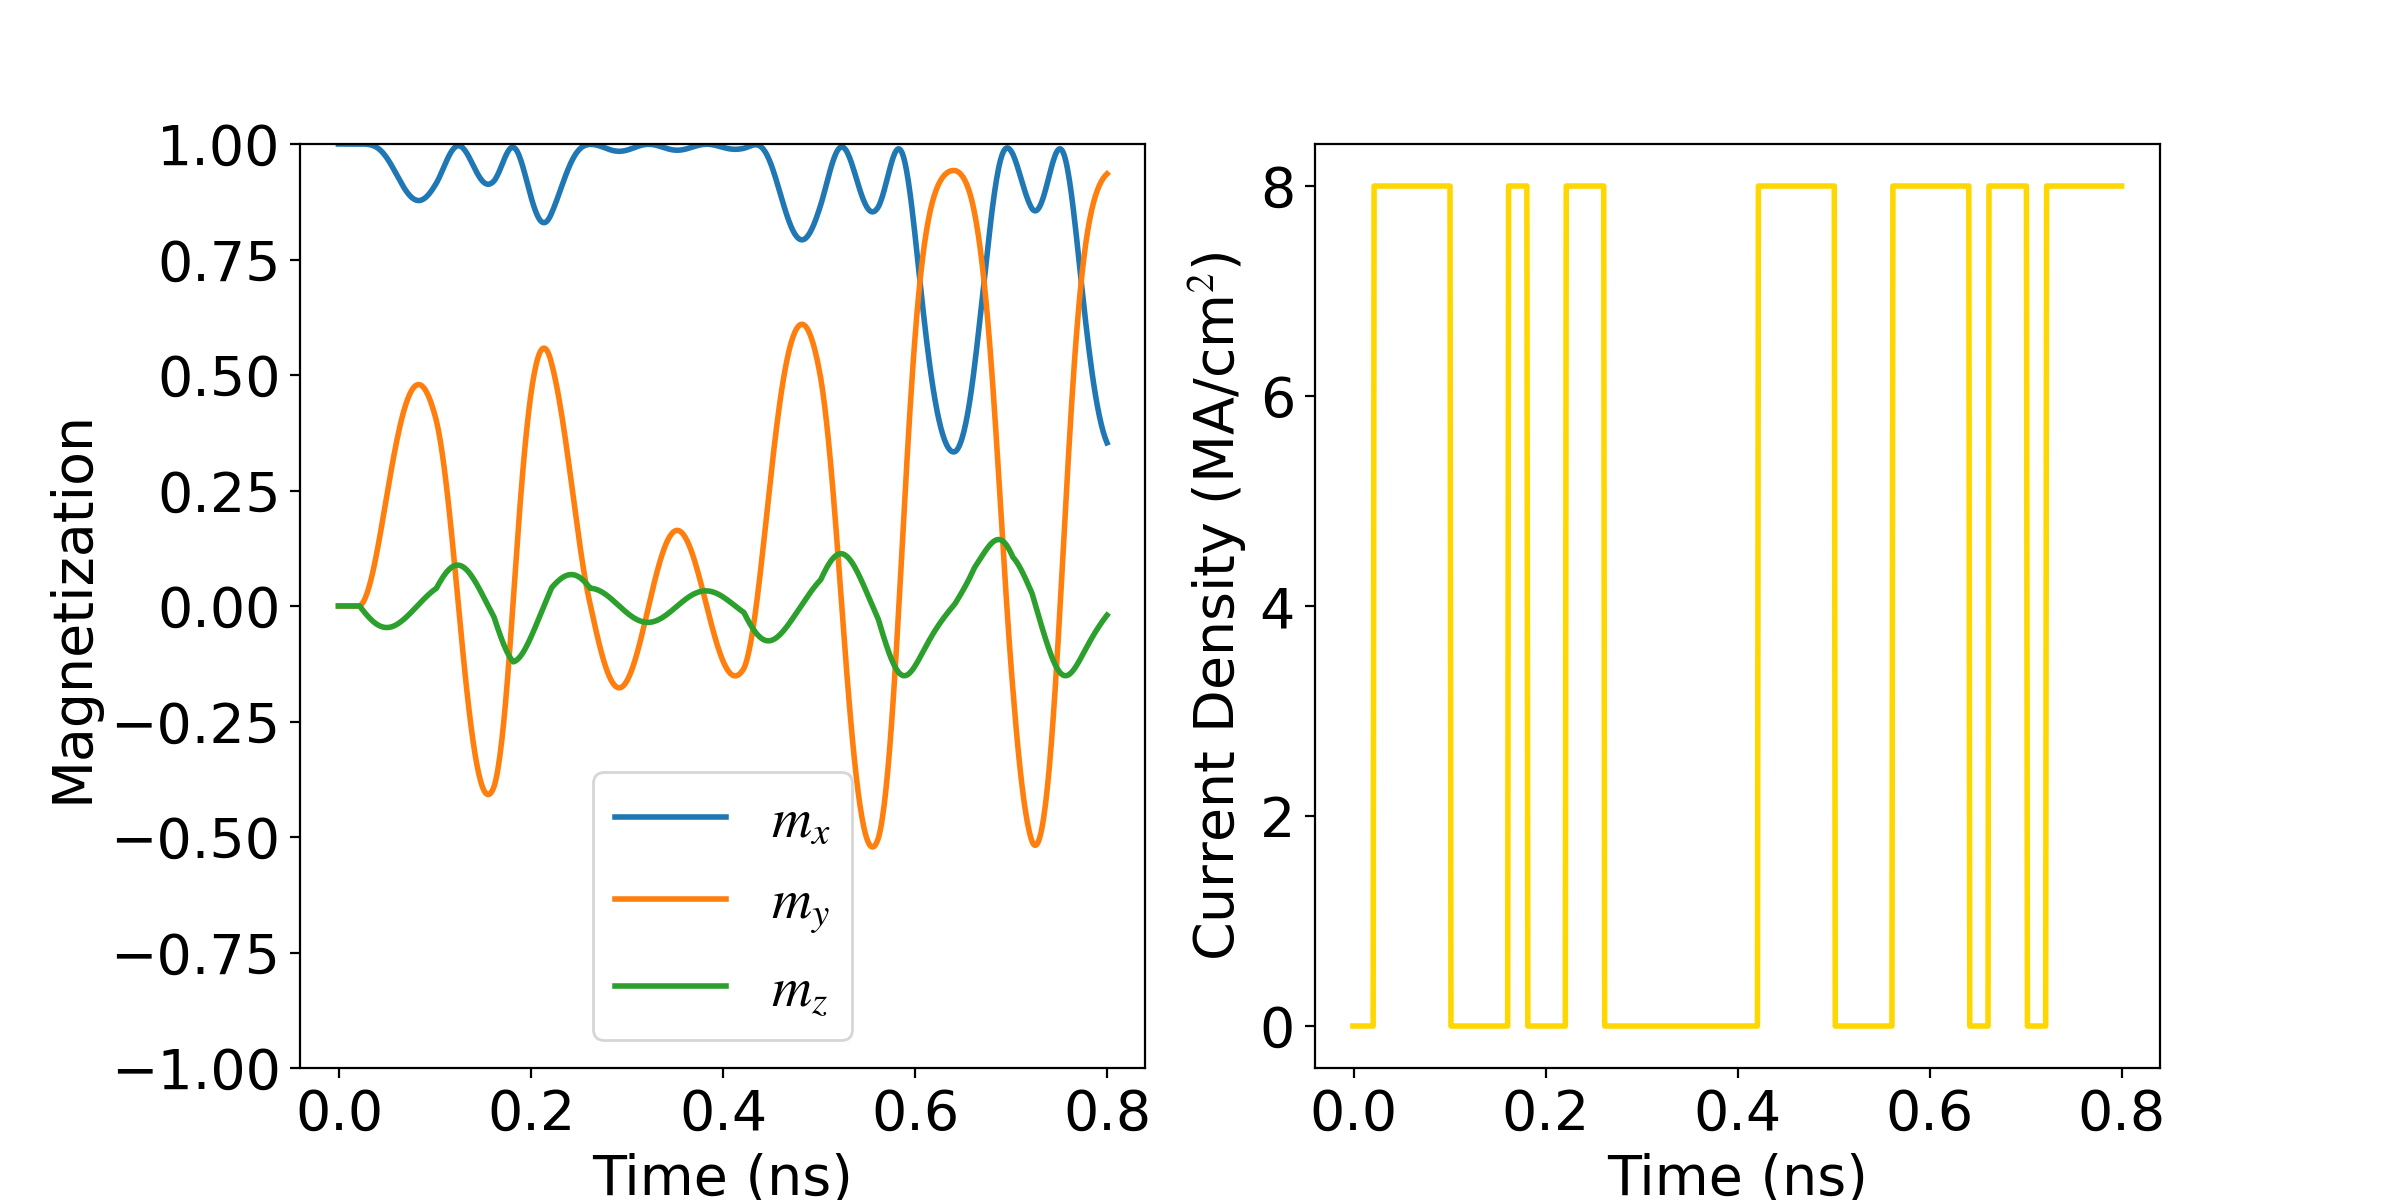 1.00
0.75
0.50
0.25
0.00
−0.25
−0.50
−0.75
−1.00
Magnetization
0.0 0.2 0.4 0.6 0.8
Time (ns)
m_x
m_y
m_z
8
6
4
2
0
Current Density (MA/cm²)
0.0 0.2 0.4 0.6 0.8
Time (ns)